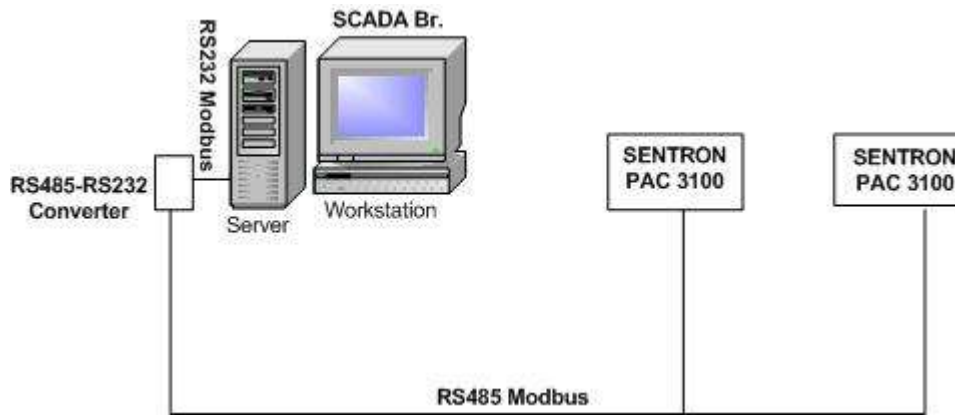 SCADA Br.
RS232 Modbus
RS485-RS232
Converter
Server
Workstation
SENTRON
PAC 3100
SENTRON
PAC 3100
RS485 Modbus